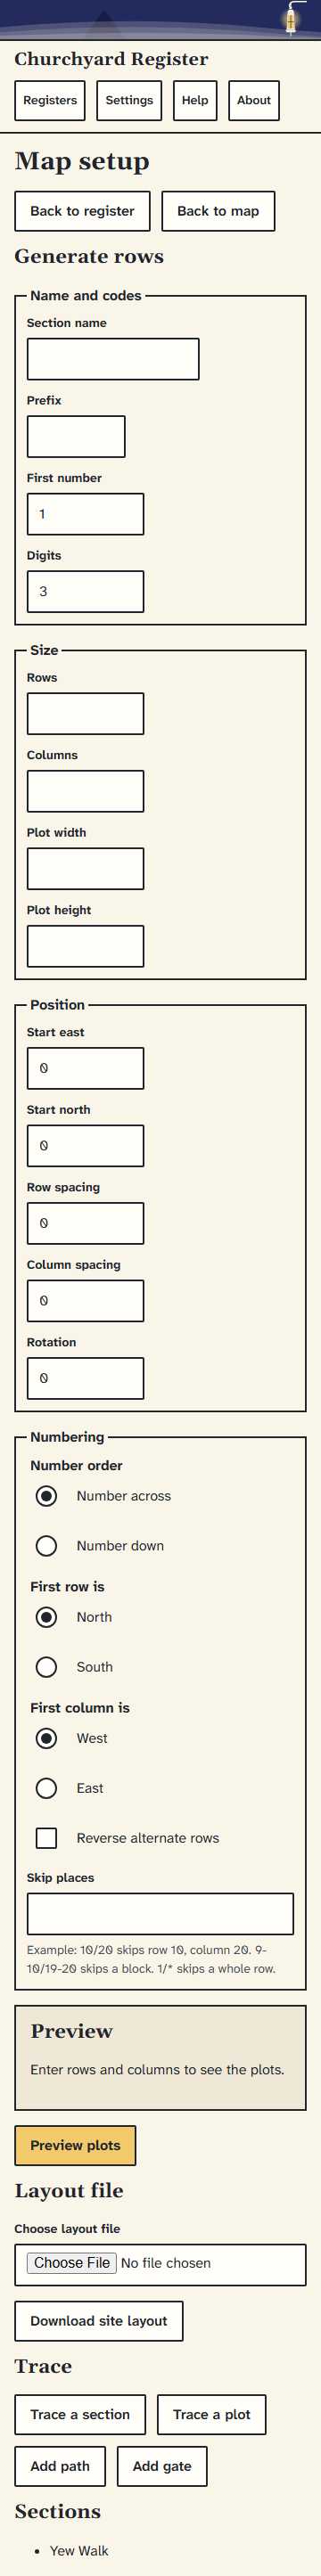 Churchyard Register
Registers
Settings
Help
About
Map setup
Back to register
Back to map
Generate rows
Name and codes
Section name
Prefix
First number
1
Digits
3
Size
Rows
Columns
Plot width
Plot height
Position
Start east
0
Start north
0
Row spacing
0
Column spacing
0
Rotation
0
Numbering
Number order
Number across
Number down
First row is
North
South
First column is
West
East
Reverse alternate rows
Skip places
Example: 10/20 skips row 10, column 20. 9-
10/19-20 skips a block. 1/* skips a whole row.
Preview
Enter rows and columns to see the plots.
Preview plots
Layout file
Choose layout file
Choose File No file chosen
Download site layout
Trace
Trace a section
Trace a plot
Add path
Add gate
Sections
• Yew Walk